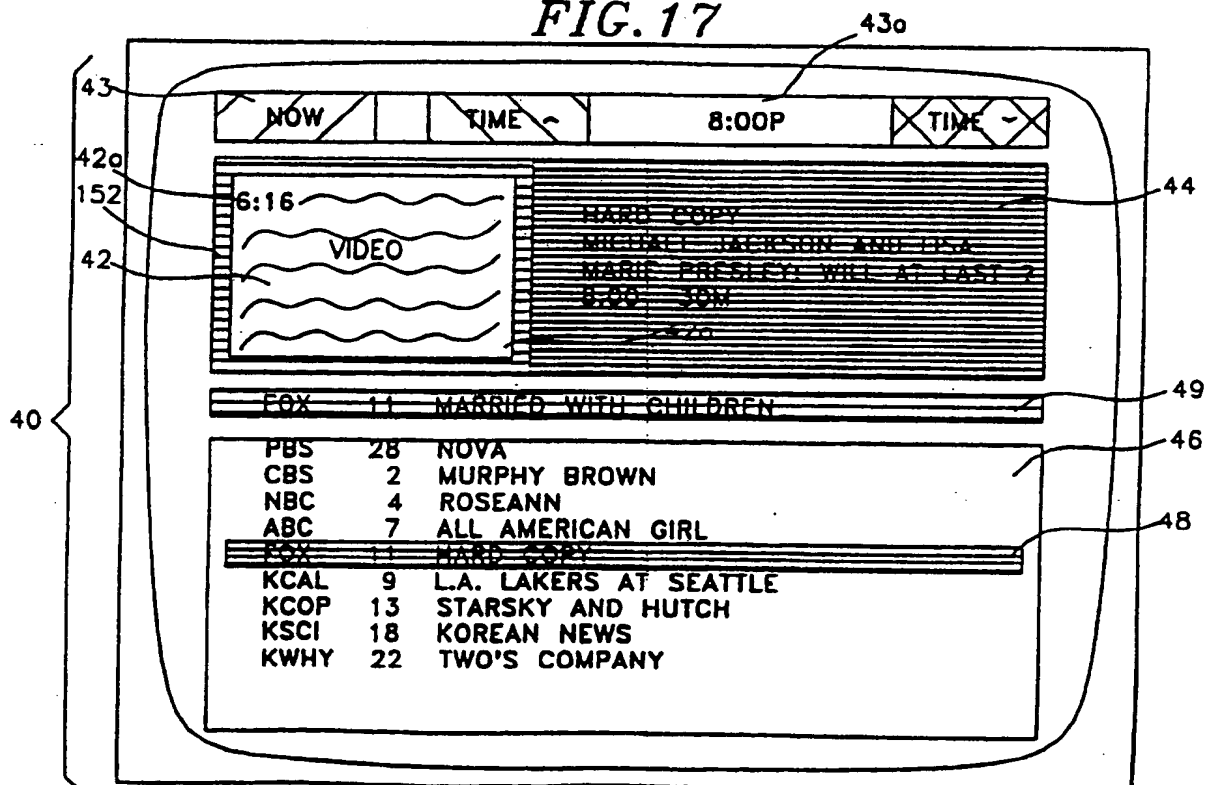 FIG. 17
43a
43
NOW
TIME ~
8:00P
TIME ~
42a
152
6:16
VIDEO
42
44
HARD COPY
MICHAEL JACKSON AND LISA
MARIE PRESLEY: WILL AT LAST ?
8:00 30M
42a
49
FOX 11 MARRIED WITH CHILDREN
40
46
PBS 28 NOVA
CBS 2 MURPHY BROWN
NBC 4 ROSEANN
ABC 7 ALL AMERICAN GIRL
48
FOX 11 HARD COPY
KCAL 9 L.A. LAKERS AT SEATTLE
KCOP 13 STARSKY AND HUTCH
KSCI 18 KOREAN NEWS
KWHY 22 TWO'S COMPANY